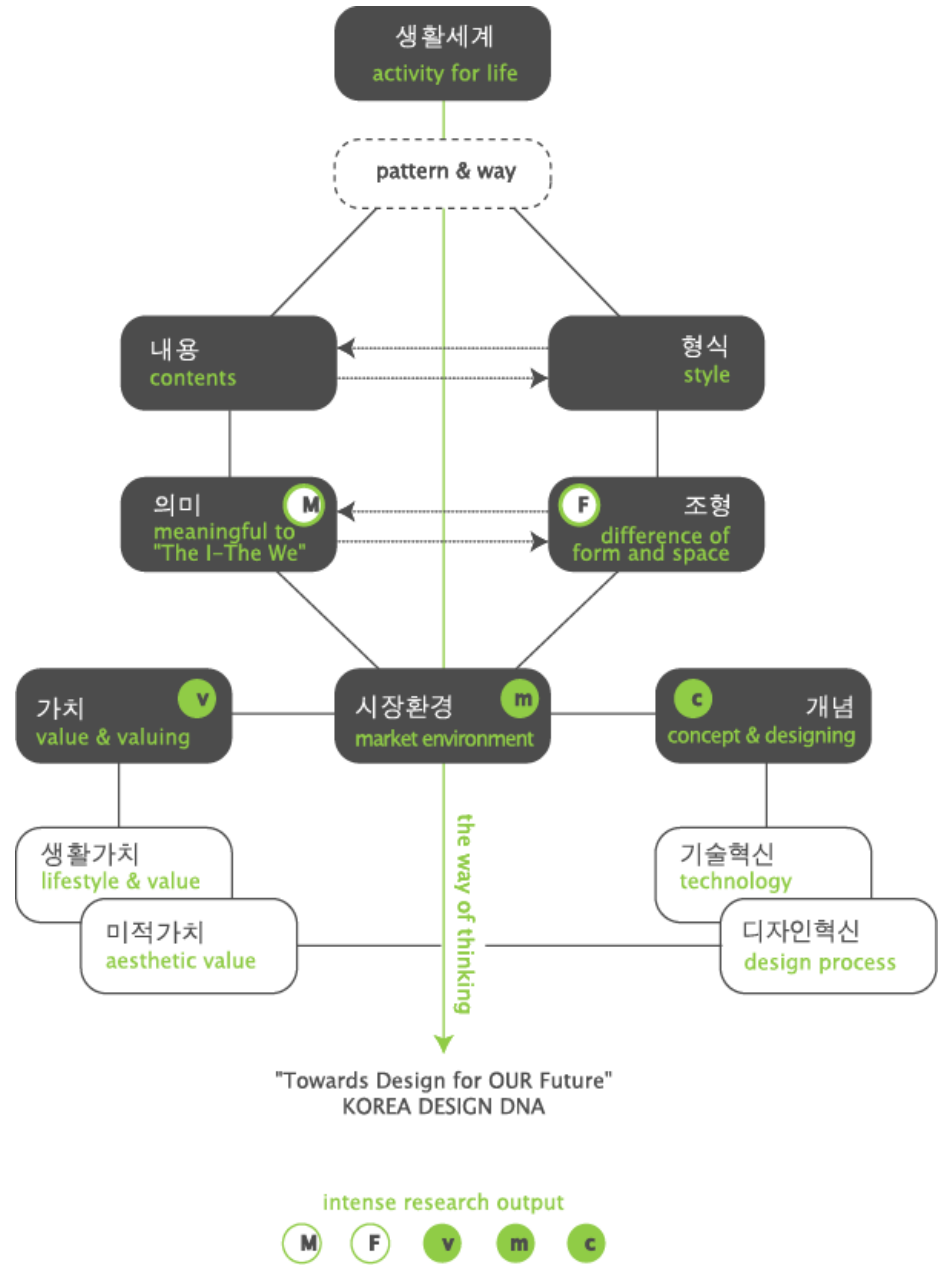 생활세계
activity for life
pattern & way
내용
contents
형식
style
의미
M
meaningful to
"The I-The We"
F
조형
difference of
form and space
가치
v
value & valuing
시장환경
m
market environment
c
개념
concept & designing
the way of thinking
생활가치
lifestyle & value
미적가치
aesthetic value
기술혁신
technology
디자인혁신
design process
"Towards Design for OUR Future"
KOREA DESIGN DNA
intense research output
M F v m c